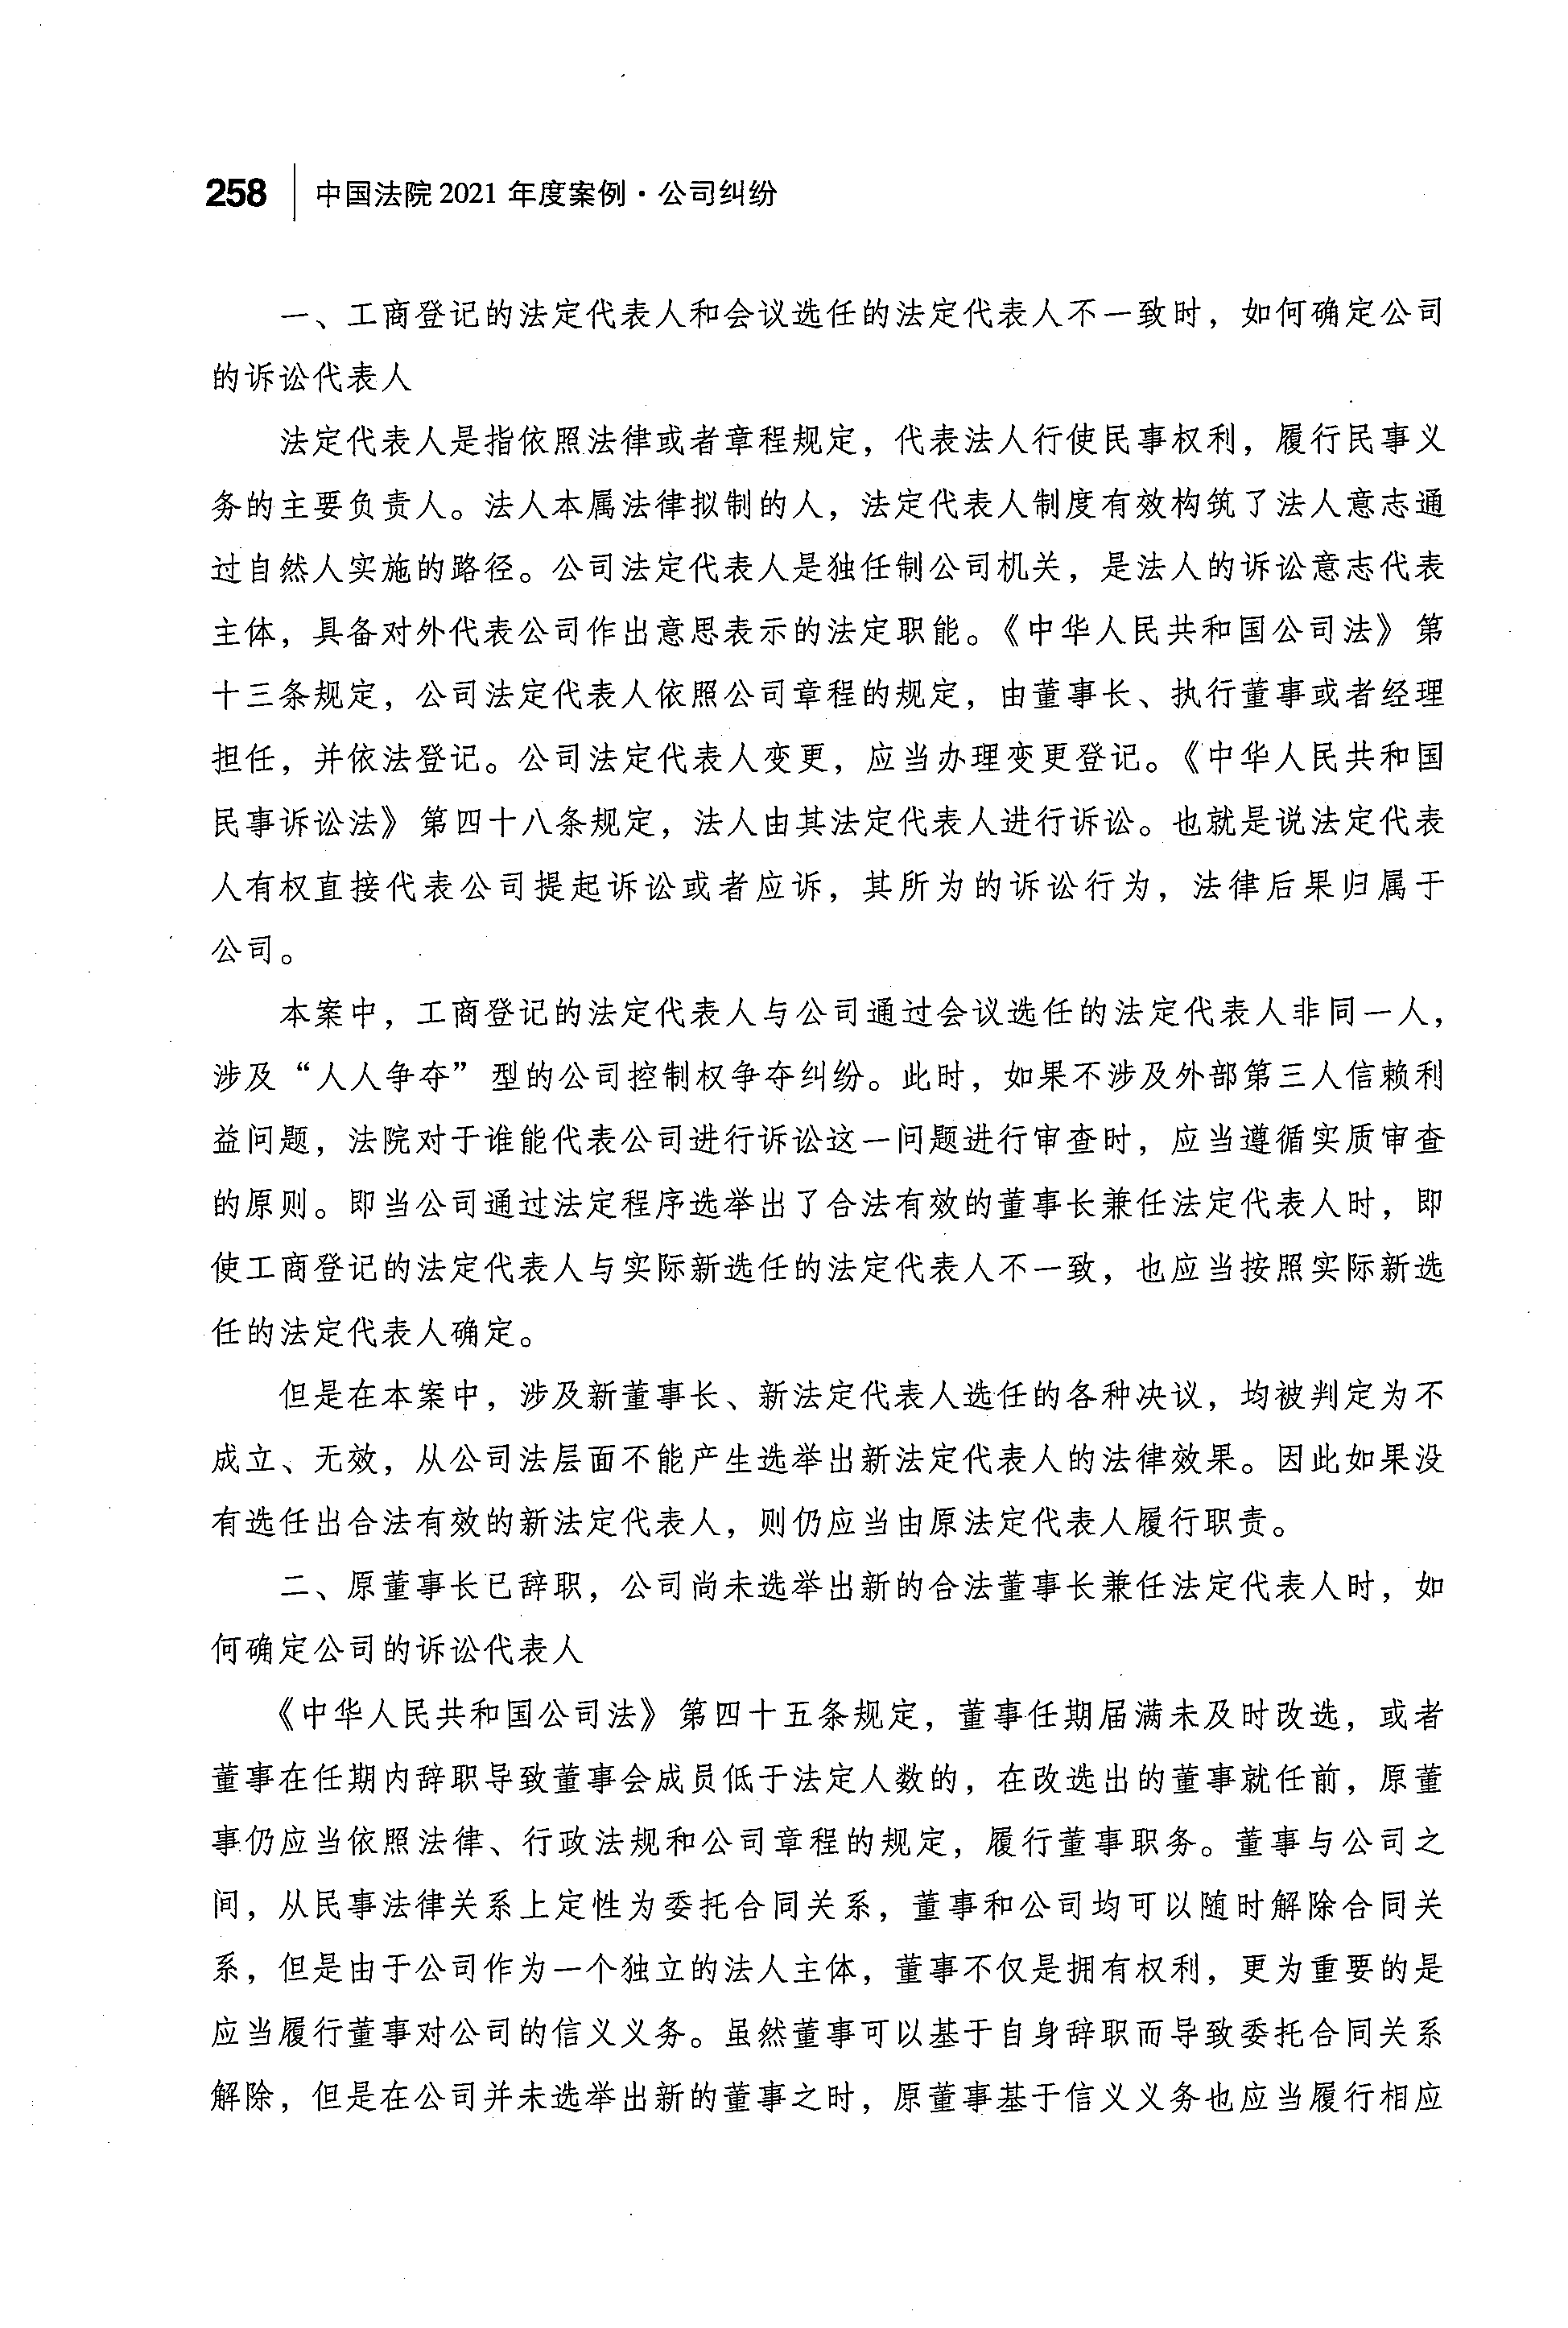 258 中国法院 2021 年度案例·公司纠纷
一、工商登记的法定代表人和会议选任的法定代表人不一致时，如何确定公司
的诉讼代表人
法定代表人是指依照法律或者章程规定，代表法人行使民事权利，履行民事义
务的主要负责人。法人本属法律拟制的人，法定代表人制度有效构筑了法人意志通
过自然人实施的路径。公司法定代表人是独任制公司机关，是法人的诉讼意志代表
主体，具备对外代表公司作出意思表示的法定职能。《中华人民共和国公司法》第
十三条规定，公司法定代表人依照公司章程的规定，由董事长、执行董事或者经理
担任，并依法登记。公司法定代表人变更，应当办理变更登记。《中华人民共和国
民事诉讼法》第四十八条规定，法人由其法定代表人进行诉讼。也就是说法定代表
人有权直接代表公司提起诉讼或者应诉，其所为的诉讼行为，法律后果归属于
公司。
本案中，工商登记的法定代表人与公司通过会议选任的法定代表人非同一人，
涉及“人人争夺”型的公司控制权争夺纠纷。此时，如果不涉及外部第三人信赖利
益问题，法院对于谁能代表公司进行诉讼这一问题进行审查时，应当遵循实质审查
的原则。即当公司通过法定程序选举出了合法有效的董事长兼任法定代表人时，即
使工商登记的法定代表人与实际新选任的法定代表人不一致，也应当按照实际新选
任的法定代表人确定。
但是在本案中，涉及新董事长、新法定代表人选任的各种决议，均被判定为不
成立、无效，从公司法层面不能产生选举出新法定代表人的法律效果。因此如果没
有选任出合法有效的新法定代表人，则仍应当由原法定代表人履行职责。
二、原董事长已辞职，公司尚未选举出新的合法董事长兼任法定代表人时，如
何确定公司的诉讼代表人
《中华人民共和国公司法》第四十五条规定，董事任期届满未及时改选，或者
董事在任期内辞职导致董事会成员低于法定人数的，在改选出的董事就任前，原董
事仍应当依照法律、行政法规和公司章程的规定，履行董事职务。董事与公司之
间，从民事法律关系上定性为委托合同关系，董事和公司均可以随时解除合同关
系，但是由于公司作为一个独立的法人主体，董事不仅是拥有权利，更为重要的是
应当履行董事对公司的信义义务。虽然董事可以基于自身辞职而导致委托合同关系
解除，但是在公司并未选举出新的董事之时，原董事基于信义义务也应当履行相应